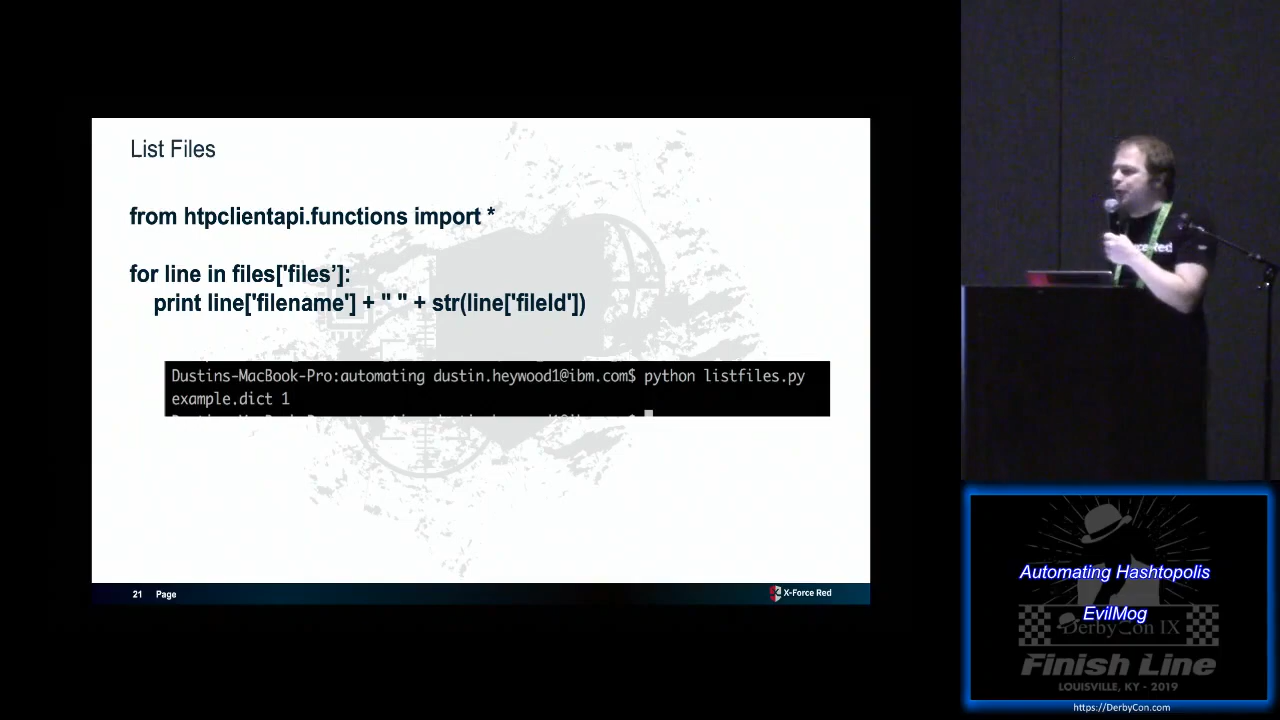 List Files
from htpclientapi.functions import *
for line in files['files’]:
print line['filename'] + " " + str(line['fileId'])
Dustins-MacBook-Pro:automating dustin.heywood1@ibm.com$ python listfiles.py
example.dict 1
21 Page
X-Force Red
Force Red
Automating Hashtopolis
EvilMog
DerbyCon IX
Finish Line
LOUISVILLE, KY - 2019
https://DerbyCon.com